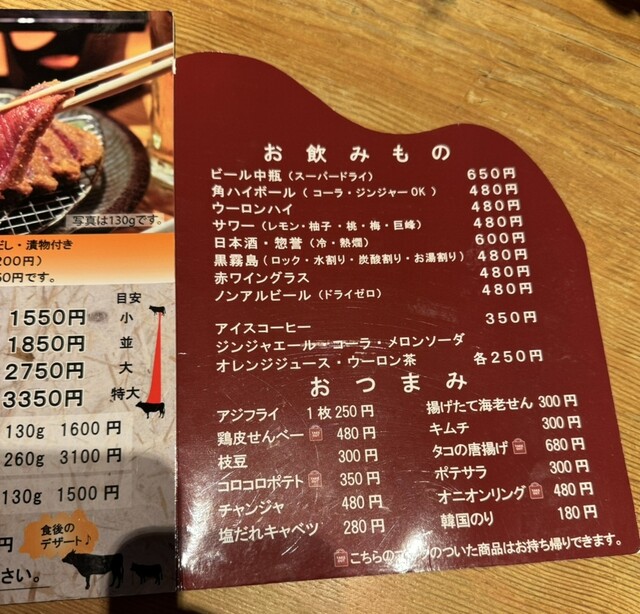 写真は130gです。
だし・漬物付き
200円）
50円です。
目安
1550円 小
1850円 並
2750円 大
3350円 特大
130g 1600円
260g 3100円
130g 1500円
食後の
デザート♪
円
さい。
お飲みもの
ビール中瓶（スーパードライ） 650円
角ハイボール（コーラ・ジンジャーOK） 480円
ウーロンハイ 480円
サワー（レモン・柚子・桃・梅・巨峰） 480円
日本酒・惣誉（冷・熱燗） 600円
黒霧島（ロック・水割り・炭酸割り・お湯割り） 480円
赤ワイングラス 480円
ノンアルビール（ドライゼロ） 480円
アイスコーヒー 350円
ジンジャエール・コーラ・メロンソーダ
オレンジジュース・ウーロン茶 各250円
おつまみ
アジフライ 1枚250円
鶏皮せんべー 480円
枝豆 300円
コロコロポテト 350円
チャンジャ 480円
塩だれキャベツ 280円
揚げたて海老せん 300円
キムチ 300円
タコの唐揚げ 680円
ポテサラ 300円
オニオンリング 480円
韓国のり 180円
こちらのマークのついた商品はお持ち帰りできます。